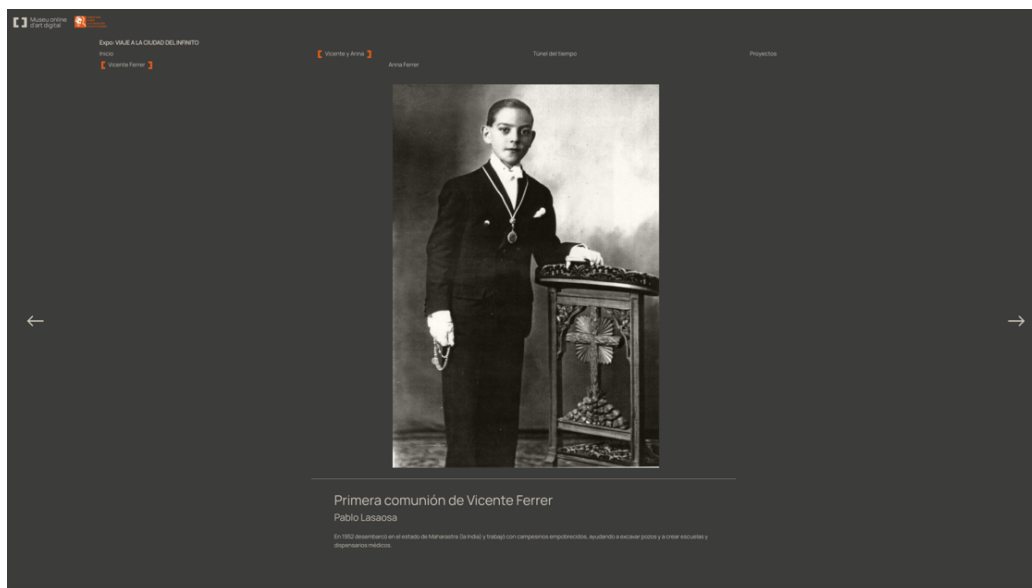 Museu online
d'art digital
Expo: VIAJE A LA CIUDAD DEL INFINITO
Inicio
Vicente y Anna
Túnel del tiempo
Proyectos
Vicente Ferrer
Anna Ferrer
Primera comunión de Vicente Ferrer
Pablo Lasaosa
En 1952 desembarcó en el estado de Maharastra (la India) y trabajó con campesinos empobrecidos, ayudando a excavar pozos y a crear escuelas y
dispensarios médicos.